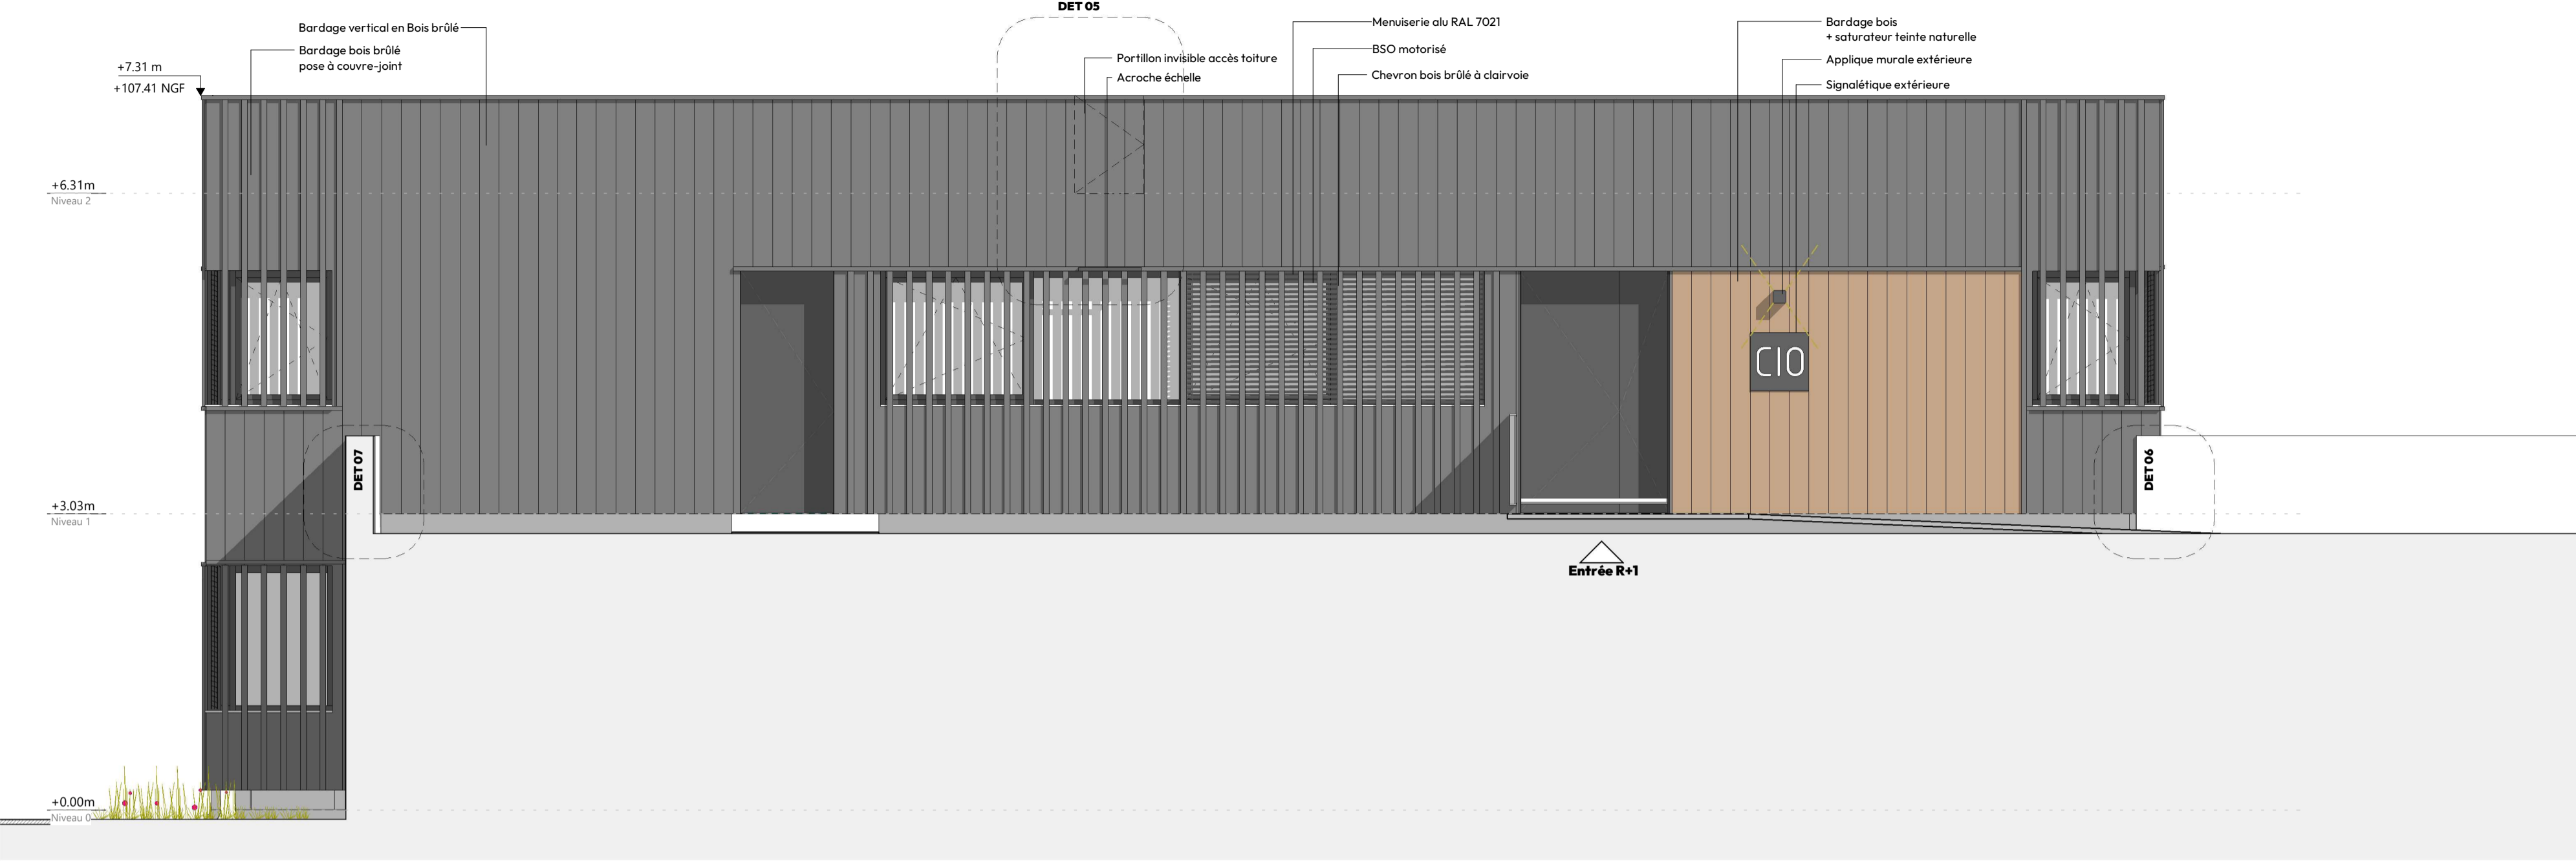 DET 05
Bardage vertical en Bois brûlé
Bardage bois brûlé
pose à couvre-joint
+7.31 m
+107.41 NGF
Portillon invisible accès toiture
Acroche échelle
Menuiserie alu RAL 7021
BSO motorisé
Chevron bois brûlé à clairvoie
Bardage bois
+ saturateur teinte naturelle
Applique murale extérieure
Signalétique extérieure
+6.31m
Niveau 2
CIO
DET 07
DET 06
+3.03m
Niveau 1
Entrée R+1
+0.00m
Niveau 0